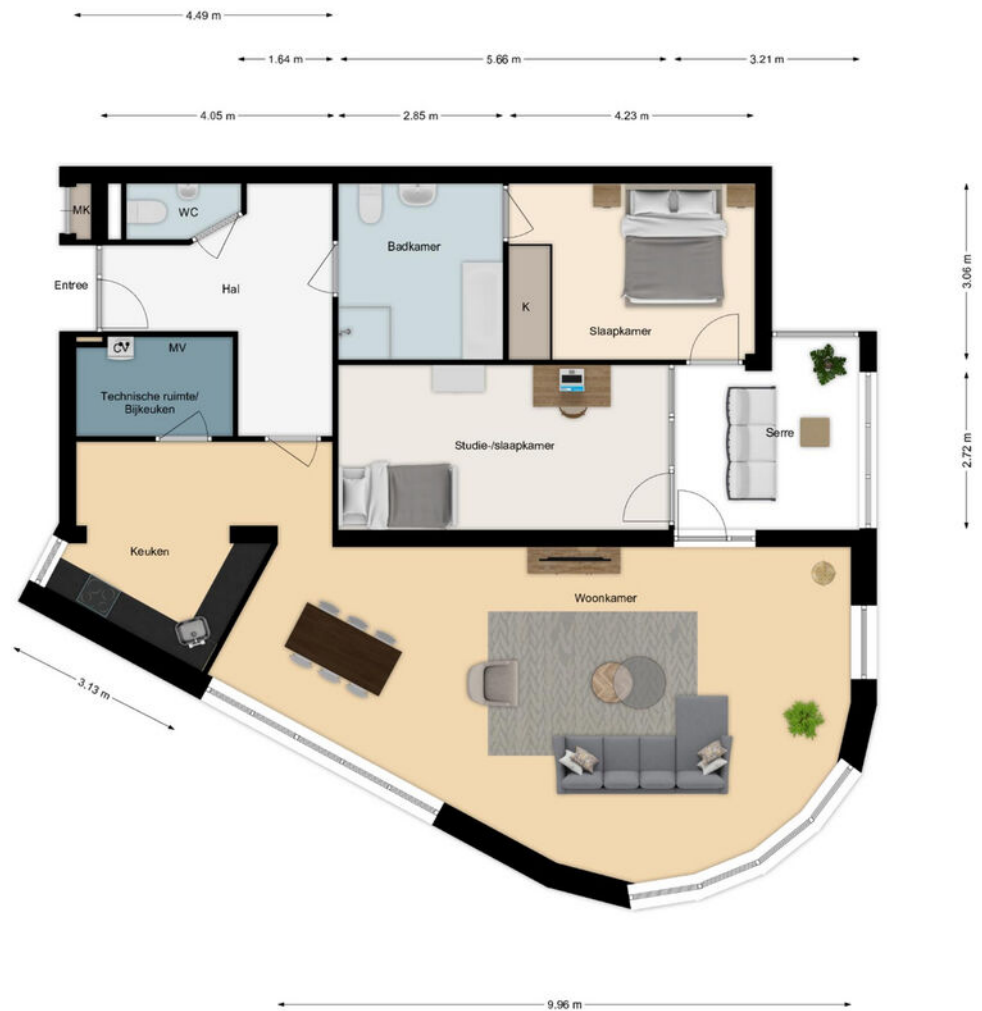 4.49 m
1.64 m
5.66 m
3.21 m
4.05 m
2.85 m
4.23 m
MK
WC
Badkamer
Entree
Hal
K
Slaapkamer
3.06 m
CV
MV
Technische ruimte/
Bijkeuken
Studie-/slaapkamer
Serre
2.72 m
Keuken
Woonkamer
3.13 m
9.96 m